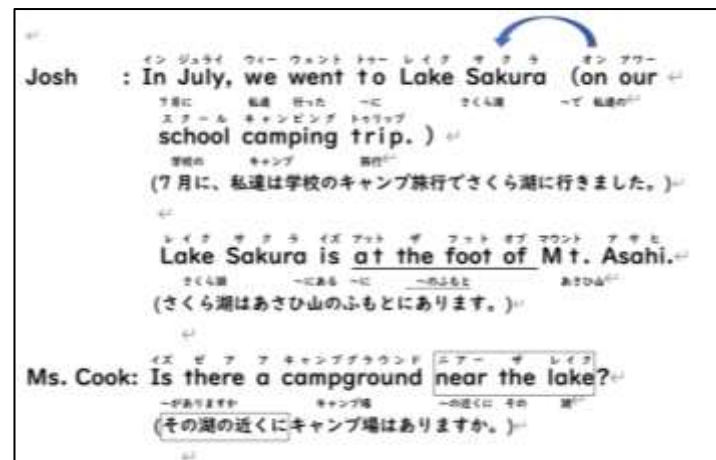 イン ジュライ ウィー ウェント トゥー レイク サクラ オン アワー
Josh : In July, we went to Lake Sakura (on our
7月に 私達 行った ～に さくら湖 ～で 私達の
スクール キャンピング トゥリップ
school camping trip. )
学校の キャンプ 旅行
(7月に、私達は学校のキャンプ旅行でさくら湖に行きました。)
レイク サクラ イズ アット ザ フット オブ マウント アサヒ
Lake Sakura is at the foot of Mt. Asahi.
さくら湖 ～にある ～に ～のふもと あさひ山
(さくら湖はあさひ山のふもとにあります。)
イズ ゼア ア キャンプグラウンド ニアー ザ レイク
Ms. Cook: Is there a campground near the lake?
～がありますか キャンプ場 ～の近くに その 湖
(その湖の近くにキャンプ場はありますか。)